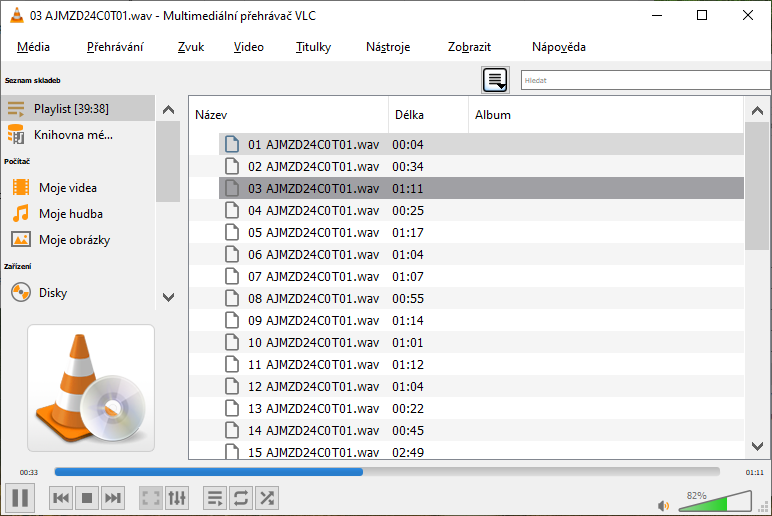 03 AJMZD24C0T01.wav - Multimediální přehrávač VLC
Média Přehrávání Zvuk Video Titulky Nástroje Zobrazit Nápověda
Seznam skladeb
Hledat
Playlist [39:38]
Knihovna mé...
Počítač
Moje videa
Moje hudba
Moje obrázky
Zařízení
Disky
Název Délka Album
01 AJMZD24C0T01.wav 00:04
02 AJMZD24C0T01.wav 00:34
03 AJMZD24C0T01.wav 01:11
04 AJMZD24C0T01.wav 00:25
05 AJMZD24C0T01.wav 01:17
06 AJMZD24C0T01.wav 01:04
07 AJMZD24C0T01.wav 01:07
08 AJMZD24C0T01.wav 00:55
09 AJMZD24C0T01.wav 01:14
10 AJMZD24C0T01.wav 01:01
11 AJMZD24C0T01.wav 01:12
12 AJMZD24C0T01.wav 01:04
13 AJMZD24C0T01.wav 00:22
14 AJMZD24C0T01.wav 00:45
15 AJMZD24C0T01.wav 02:49
00:33 01:11
82%